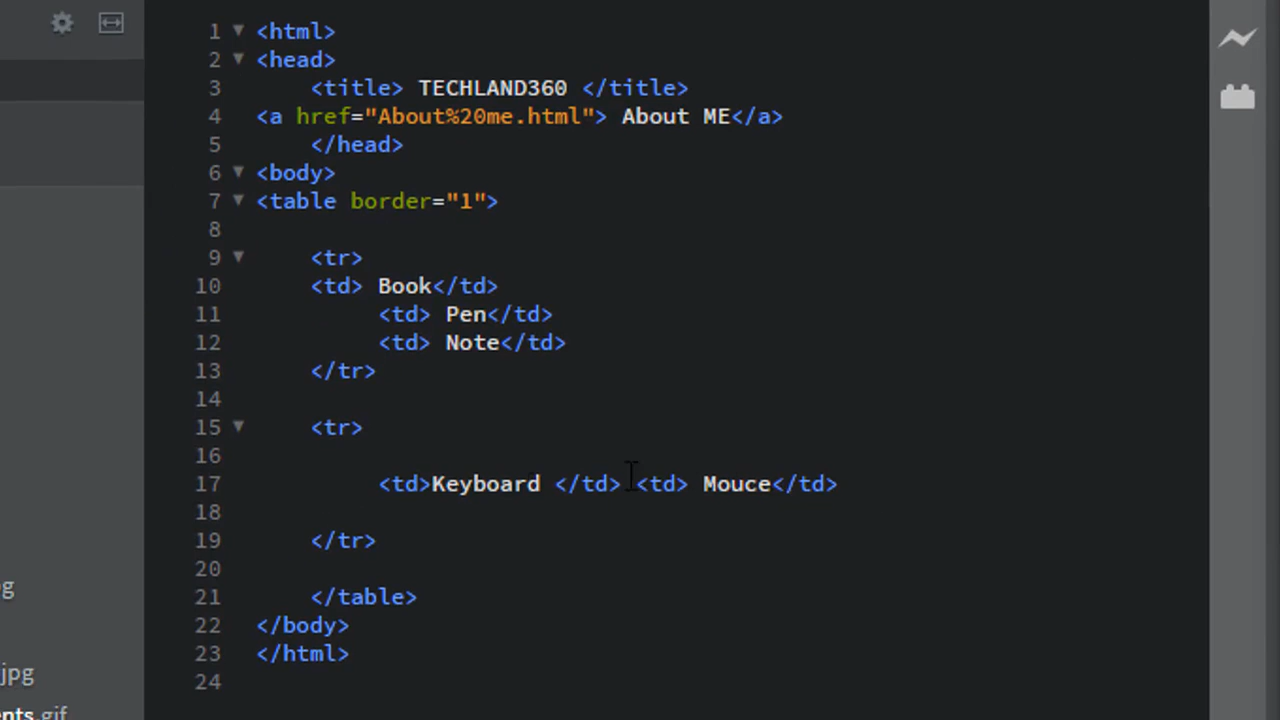 1 <html>
2 <head>
3 <title> TECHLAND360 </title>
4 <a href="About%20me.html"> About ME</a>
5 </head>
6 <body>
7 <table border="1">
8
9 <tr>
10 <td> Book</td>
11 <td> Pen</td>
12 <td> Note</td>
13 </tr>
14
15 <tr>
16
17 <td>Keyboard </td> <td> Mouce</td>
18
19 </tr>
20
21 </table>
22 </body>
23 </html>
24
g
.jpg
nts.gif